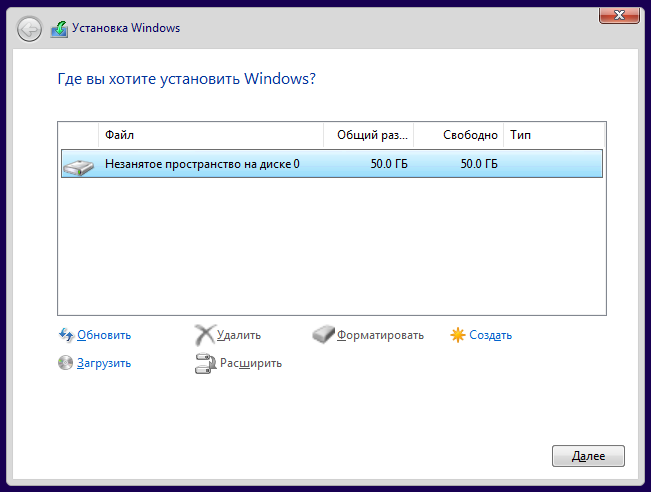 Установка Windows
Где вы хотите установить Windows?
Файл Общий раз... Свободно Тип
Незанятое пространство на диске 0 50.0 ГБ 50.0 ГБ
Обновить Удалить Форматировать Создать
Загрузить Расширить
Далее